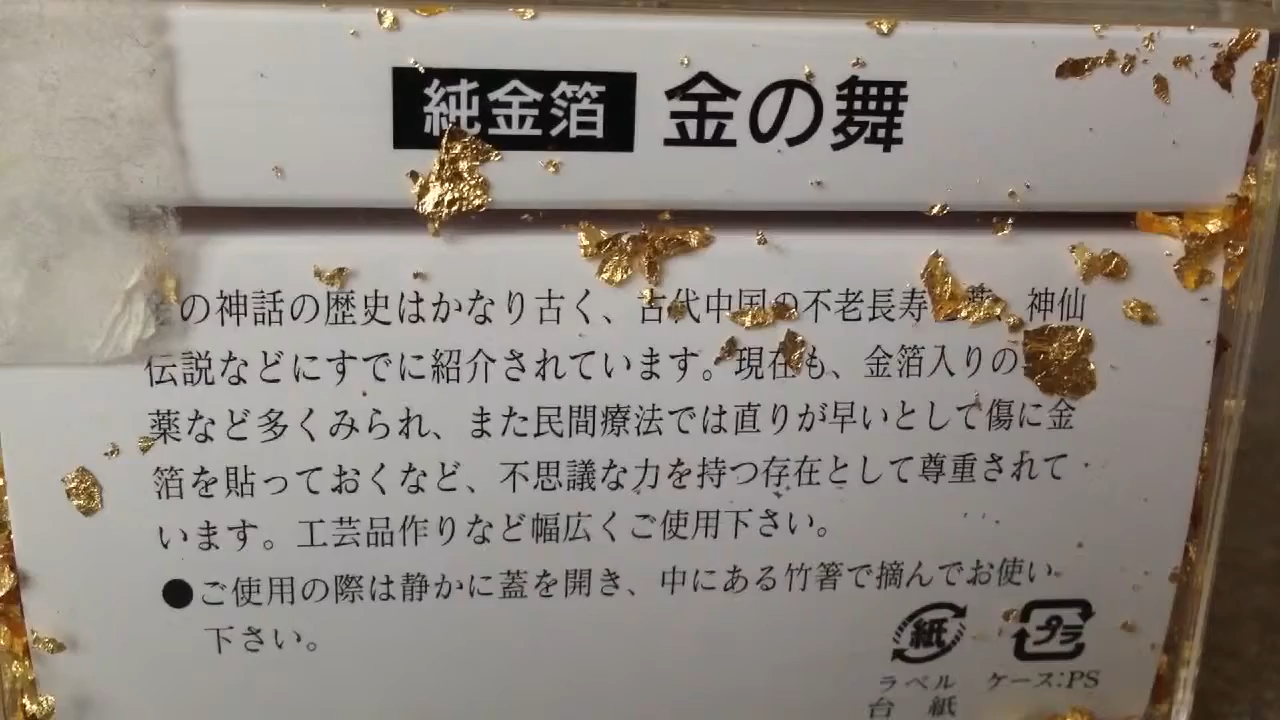 純金箔 金の舞
の神話の歴史はかなり古く、古代中国の不老長寿 薬、神仙
伝説などにすでに紹介されています。現在も、金箔入りの
薬など多くみられ、また民間療法では直りが早いとして傷に金
箔を貼っておくなど、不思議な力を持つ存在として尊重されて
います。工芸品作りなど幅広くご使用下さい。
●ご使用の際は静かに蓋を開き、中にある竹箸で摘んでお使い
下さい。
紙 プラ
ラベル ケース:PS
台紙